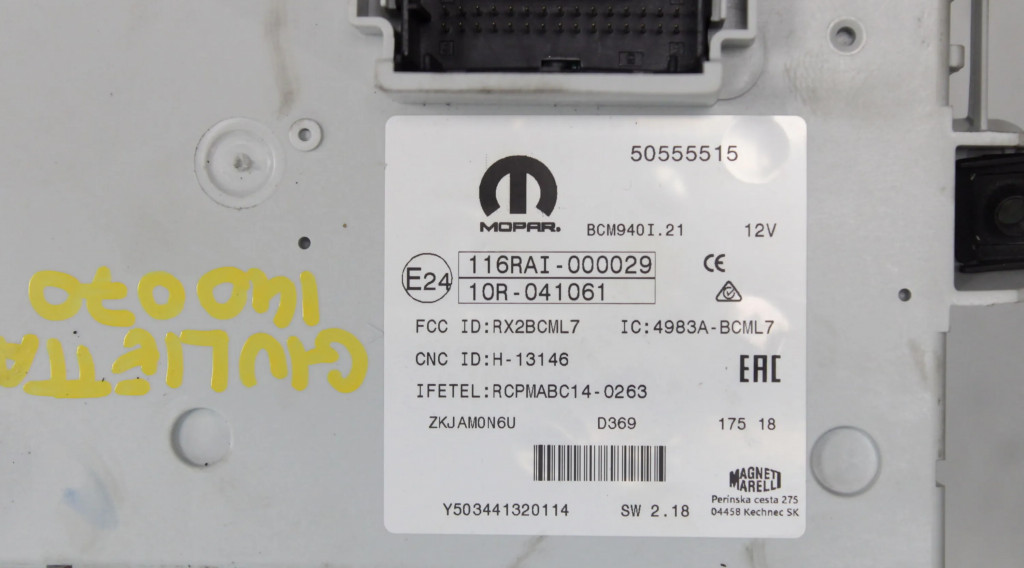 50555515
MOPAR.
BCM940I.21 12V
E24
116RAI-000029
10R-041061
CE
FCC ID:RX2BCML7 IC:4983A-BCML7
CNC ID:H-13146
EAC
IFETEL:RCPMABC14-0263
ZKJAM0N6U D369 175 18
MAGNETI
MARELLI
Perinska cesta 275
04458 Kechnec SK
Y503441320114 SW 2.18
GIULIETTA
140070